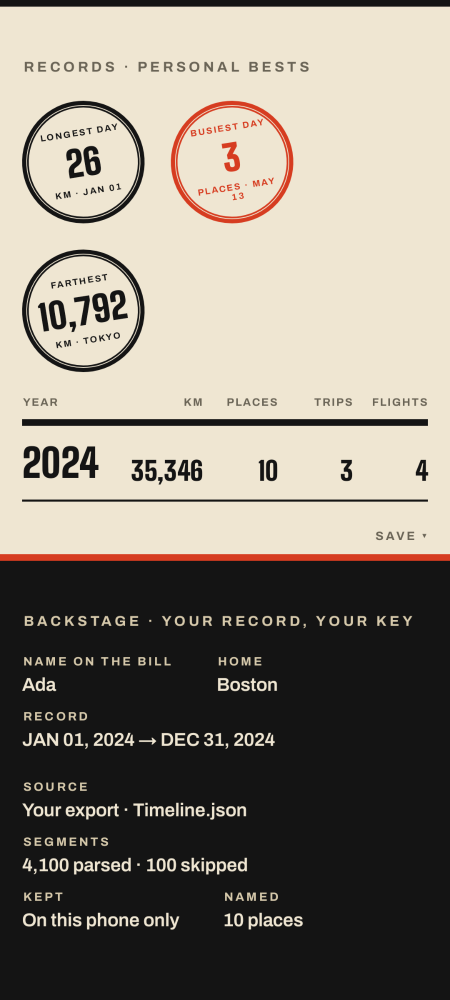 RECORDS · PERSONAL BESTS
LONGEST DAY
26
KM · JAN 01
BUSIEST DAY
3
PLACES · MAY
13
FARTHEST
10,792
KM · TOKYO
YEAR KM PLACES TRIPS FLIGHTS
2024 35,346 10 3 4
SAVE ▾
BACKSTAGE · YOUR RECORD, YOUR KEY
NAME ON THE BILL HOME
Ada Boston
RECORD
JAN 01, 2024 → DEC 31, 2024
SOURCE
Your export · Timeline.json
SEGMENTS
4,100 parsed · 100 skipped
KEPT NAMED
On this phone only 10 places